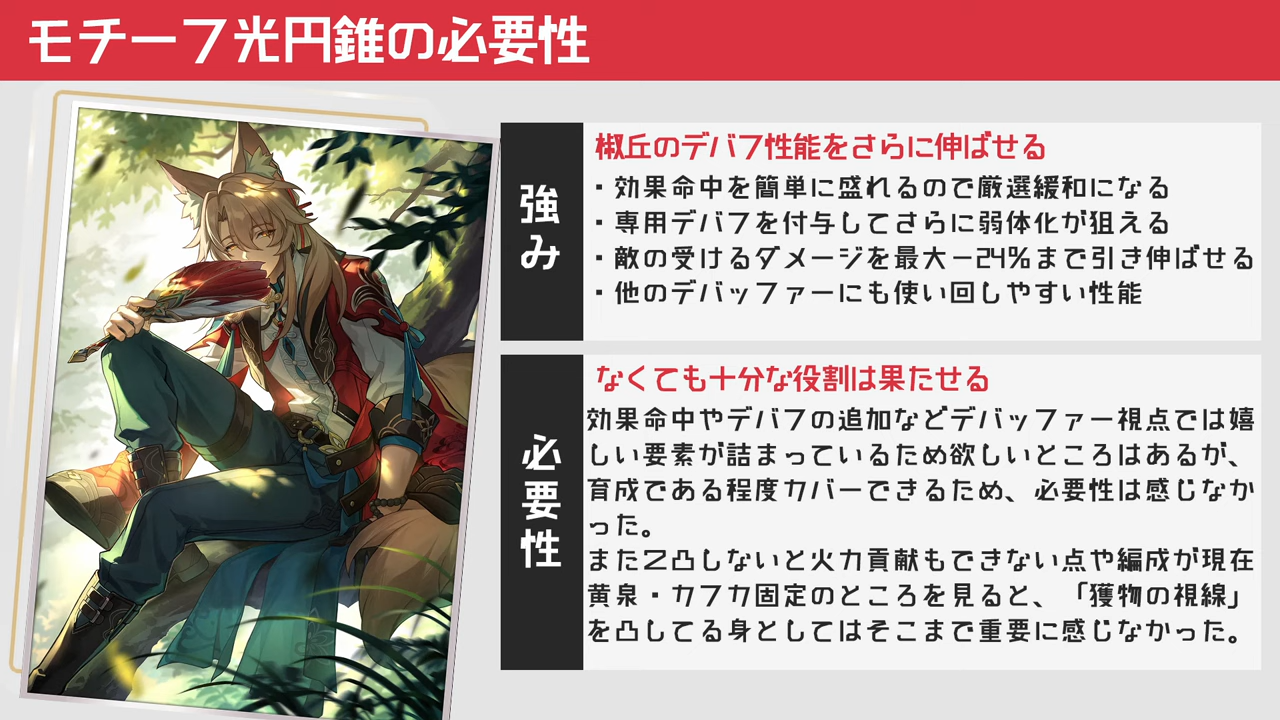 モチーフ光円錐の必要性
強み
椒丘のデバフ性能をさらに伸ばせる
・効果命中を簡単に盛れるので厳選緩和になる
・専用デバフを付与してさらに弱体化が狙える
・敵の受けるダメージを最大−24%まで引き伸ばせる
・他のデバッファーにも使い回しやすい性能
必要性
なくても十分な役割は果たせる
効果命中やデバフの追加などデバッファー視点では嬉
しい要素が詰まっているため欲しいところはあるが、
育成である程度カバーできるため、必要性は感じなか
った。
また2凸しないと火力貢献もできない点や編成が現在
黄泉・カフカ固定のところを見ると、「獲物の視線」
を凸してる身としてはそこまで重要に感じなかった。